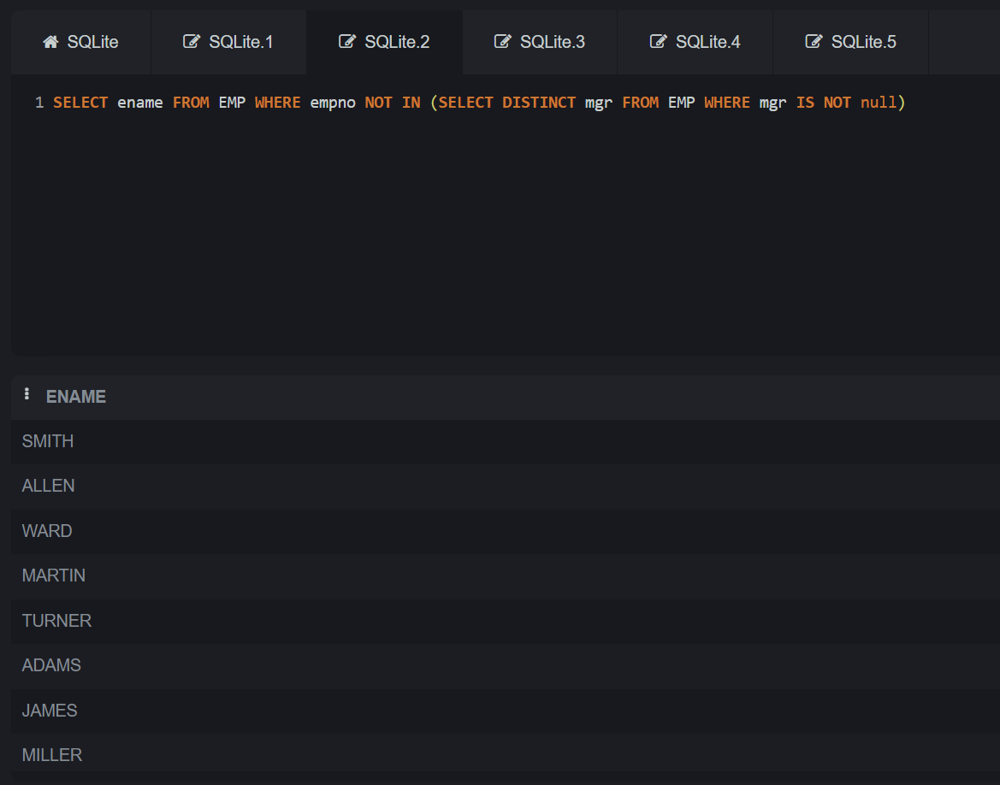 SQLite SQLite.1 SQLite.2 SQLite.3 SQLite.4 SQLite.5
1 SELECT ename FROM EMP WHERE empno NOT IN (SELECT DISTINCT mgr FROM EMP WHERE mgr IS NOT null)
ENAME
SMITH
ALLEN
WARD
MARTIN
TURNER
ADAMS
JAMES
MILLER